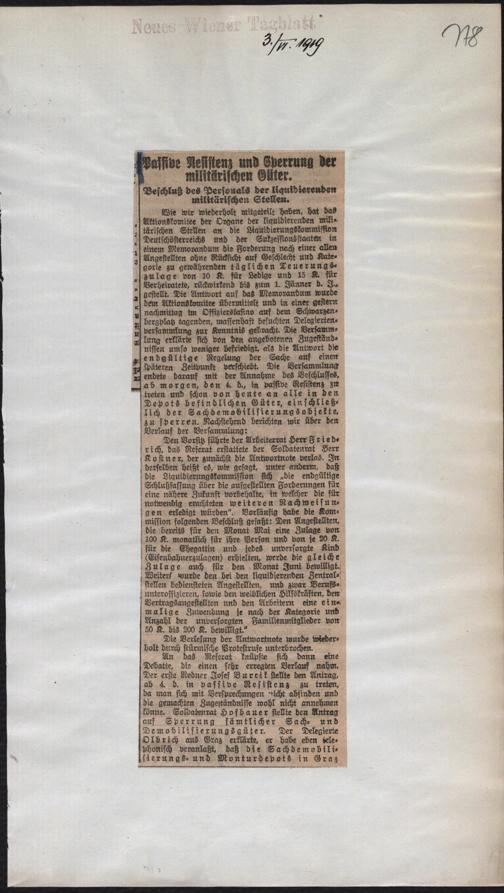 Neues Wiener Tagblatt
3./VI. 1919
178
Passive Resistenz und Sperrung der
militärischen Güter.
Beschluß des Personals der liquidierenden
militärischen Stellen.
Wie wir wiederholt mitgeteilt haben, hat das
Aktionskomitee der Organe der liquidierenden mili-
tärischen Stellen an die Liquidierungskommission
Deutschösterreichs und der Sukzessionsstaaten in
einem Memorandum die Forderung nach einer allen
Angestellten ohne Rücksicht auf Geschlecht und Kate-
gorie zu gewährenden täglichen Teuerungs-
zulage von 10 K. für Ledige und 15 K. für
Verheiratete, rückwirkend bis zum 1. Jänner d. J.,
gestellt. Die Antwort auf das Memorandum wurde
dem Aktionskomitee übermittelt und in einer gestern
nachmittag im Offizierskasino auf dem Schwarzen-
bergplatz tagenden, massenhaft besuchten Delegierten-
versammlung zur Kenntnis gebracht. Die Versamm-
lung erklärte sich von den angebotenen Zugeständ-
nissen umso weniger befriedigt, als die Antwort die
endgültige Regelung der Sache auf einen
späteren Zeitpunkt verschiebt. Die Versammlung
endete darauf mit der Annahme des Beschlusses,
ab morgen, den 4. d., in passive Resistenz zu
treten und schon von heute an alle in den
Depots befindlichen Güter, einschließ-
lich der Sachdemobilisierungsobjekte,
zu sperren. Nachstehend berichten wir über den
Verlauf der Versammlung:
Den Vorsitz führte der Arbeiterrat Herr Fried-
rich, das Referat erstattete der Soldatenrat Herr
Kostner, der zunächst die Antwortnote verlas. In
derselben heißt es, wie gesagt, unter anderm, daß
die Liquidierungskommission sich „die endgültige
Schlußfassung über die aufgestellten Forderungen für
eine nähere Zukunft vorbehalte, in welcher die für
notwendig erachteten weiteren Nachweisun-
gen erledigt würden“. Vorläufig habe die Kom-
mission folgenden Beschluß gefaßt: Den Angestellten,
die bereits für den Monat Mai eine Zulage von
100 K. monatlich für ihre Person und von je 20 K.
für die Ehegattin und jedes unversorgte Kind
(Eisenbahnerzulagen) erhielten, werde die gleiche
Zulage auch für den Monat Juni bewilligt.
Weiters wurde den bei den liquidierenden Zentral-
stellen bediensteten Angestellten, und zwar Berufs-
unteroffizieren, sowie den weiblichen Hilfskräften, den
Vertragsangestellten und den Arbeitern eine ein-
malige Zuwendung je nach der Kategorie und
Anzahl der unversorgten Familienmitglieder von
50 K. bis 200 K. bewilligt.“
Die Verlesung der Antwortnote wurde wieder-
holt durch stürmische Protestrufe unterbrochen.
An das Referat knüpfte sich dann eine
Debatte, die einen sehr erregten Verlauf nahm.
Der erste Redner Josef Bureit stellte den Antrag,
ab 4. d. in passive Resistenz zu treten,
da man sich mit Versprechungen nicht abfinden und
die gemachten Zugeständnisse wohl nicht annehmen
könne. Soldatenrat Hofbauer stellte den Antrag
auf Sperrung sämtlicher Sach- und
Demobilisierungsgüter. Der Delegierte
Olbrich aus Graz erklärte, er habe eben tele-
phonisch veranlaßt, daß die Sachdemobili-
sierungs- und Monturdepots in Graz